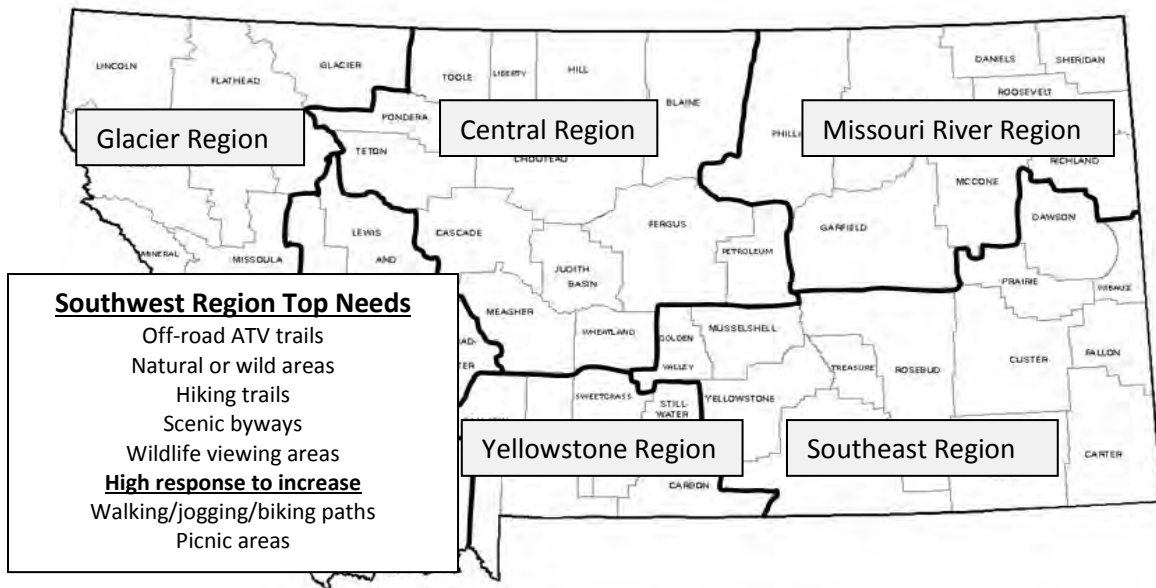 DANIELS
SHERIDAN
LINCOLN
GLACIER
TOOLE
LIBERTY
HILL
FLATHEAD
ROOSEVELT
BLAINE
PONDERA
Glacier Region
Central Region
Missouri River Region
PHILLI
TETON
CHOUTEAU
RICHLAND
MCCONE
DAWSON
LEWIS
AND
CASCADE
FERGUS
GARFIELD
MINERAL
MISSOULA
PETROLEUM
JUDITH
BASIN
PRAIRIE
WIBAUX
MEAGHER
WHEATLAND
GOLDEN
VALLEY
MUSSELSHELL
AD-
TER
TREASURE
ROSEBUD
CUSTER
FALLON
SWEETGRASS
STILL
WATER
YELLOWSTONE
Yellowstone Region
Southeast Region
CARTER
CARBON
Southwest Region Top Needs
Off-road ATV trails
Natural or wild areas
Hiking trails
Scenic byways
Wildlife viewing areas
High response to increase
Walking/jogging/biking paths
Picnic areas